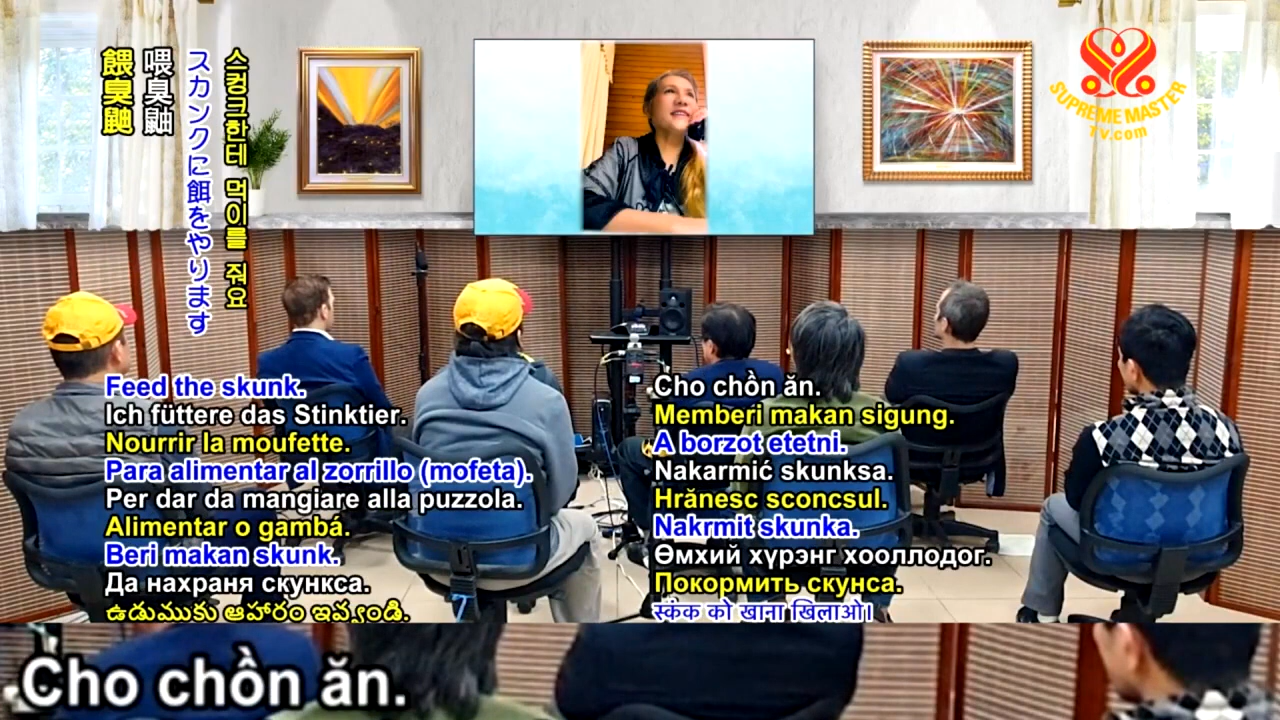 餵臭鼬
喂臭鼬
スカンクに餌をやります
스컹크한데 먹이를 줘요
SUPREME MASTER
TV.com
Feed the skunk.
Ich füttere das Stinktier.
Nourrir la moufette.
Para alimentar al zorrillo (mofeta).
Per dar da mangiare alla puzzola.
Alimentar o gambá.
Beri makan skunk.
Да нахраня скункса.
ఉడుముకు ఆహారం ఇవ్వండి.
Cho chồn ăn.
Memberi makan sigung.
A borzot etetni.
Nakarmić skunksa.
Hrănesc sconcsul.
Nakrmit skunka.
Өмхий хүрэнг хооллодог.
Покормить скунса.
स्कंक को खाना खिलाओ।
Cho chồn ăn.